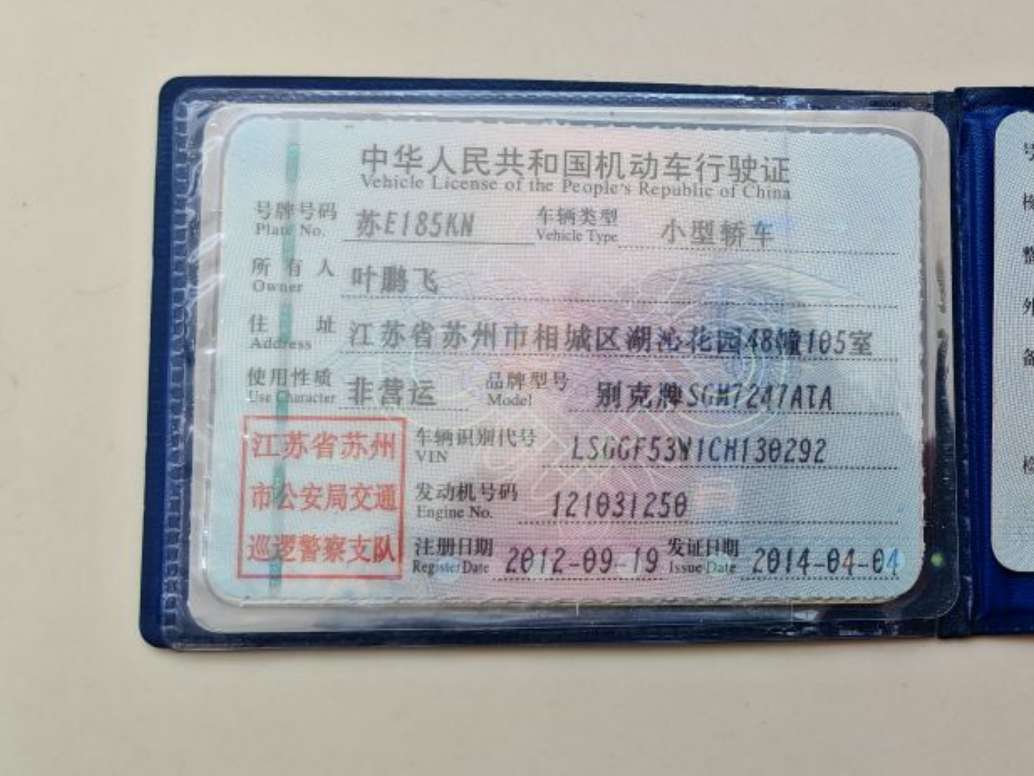 中华人民共和国机动车行驶证
Vehicle License of the People's Republic of China
号牌号码 苏E185KN 车辆类型 小型轿车
Plate No. Vehicle Type
所有人 叶鹏飞
Owner
住址 江苏省苏州市相城区湖沁花园48幢105室
Address
使用性质 非营运 品牌型号 别克牌SGM7247ATA
Use Character Model
江苏省苏州
市公安局交通
巡逻警察支队
车辆识别代号 LSGGF53W1CH130292
VIN
发动机号码 121031250
Engine No.
注册日期 2012-09-19 发证日期 2014-04-04
Register Date Issue Date
号
整
外